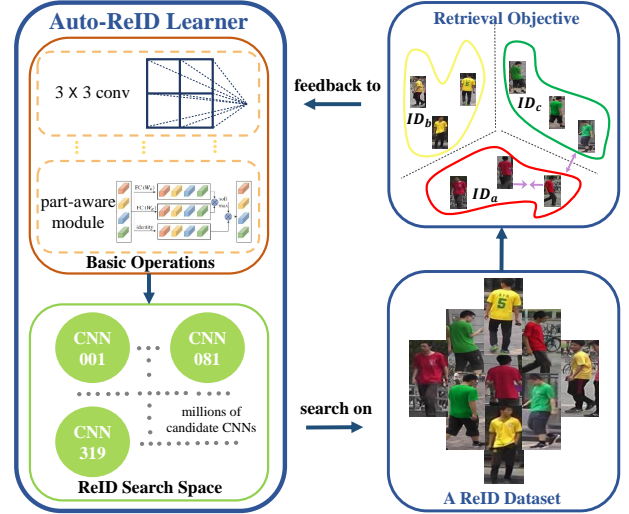 Auto-ReID Learner
3 X 3 conv
part-aware
module
FC (W
FC (W
identity
soft
max
Basic Operations
CNN
001
CNN
081
CNN
319
millions of
candidate CNNs
ReID Search Space
feedback to
search on
Retrieval Objective
ID_b
ID_c
ID_a
5
A ReID Dataset